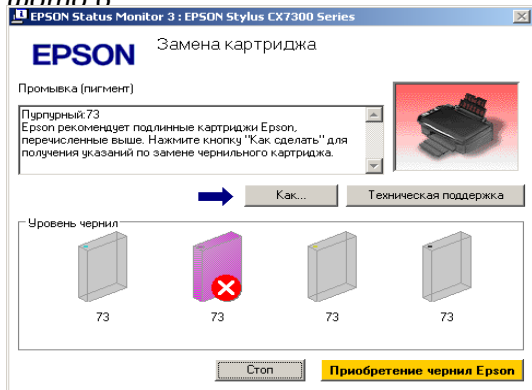 EPSON Status Monitor 3 : EPSON Stylus CX7300 Series
EPSON
Замена картриджа
Промывка (пигмент)
Пурпурный:73
Epson рекомендует подлинные картриджи Epson,
перечисленные выше. Нажмите кнопку "Как сделать" для
получения указаний по замене чернильного картриджа.
Как...
Техническая поддержка
Уровень чернил
73
73
73
73
Стоп
Приобретение чернил Epson